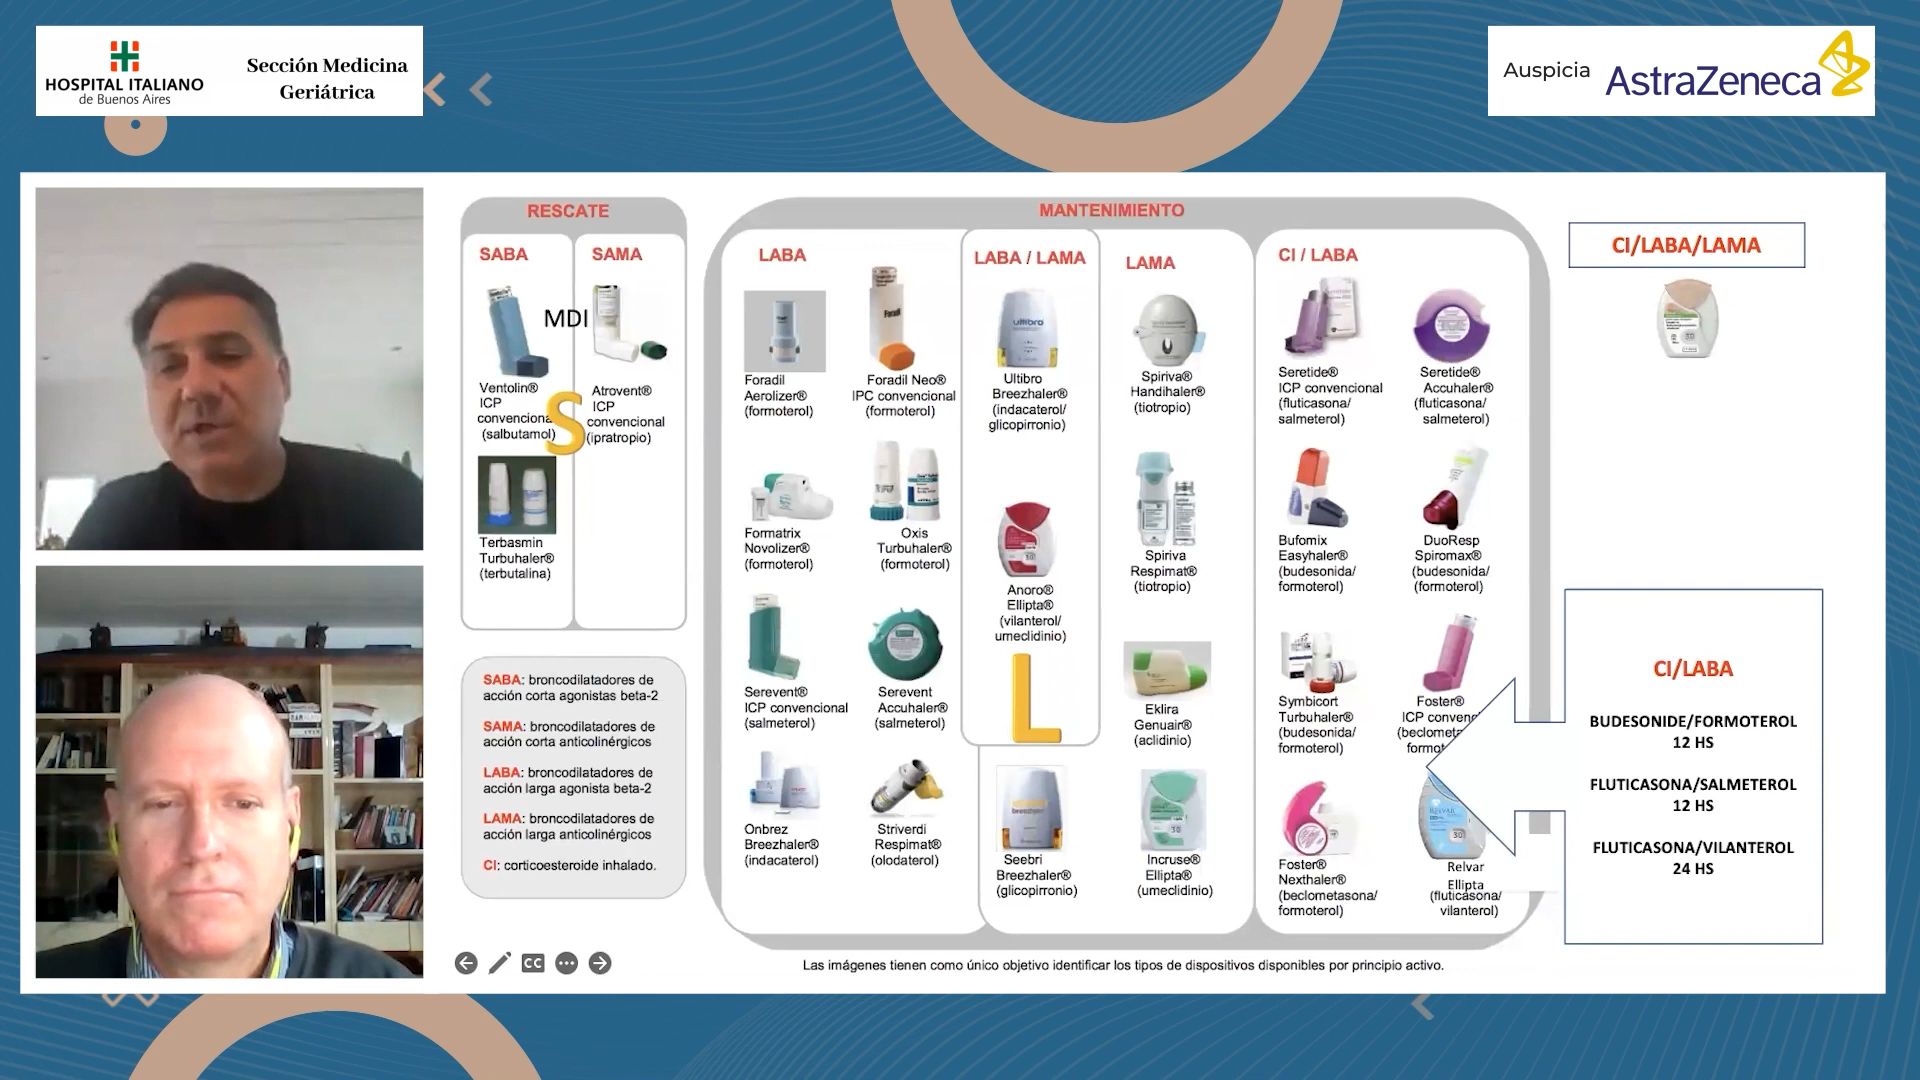 HOSPITAL ITALIANO
de Buenos Aires
Sección Medicina
Geriátrica
Auspicia
AstraZeneca
RESCATE
SABA
SAMA
MDI
Ventolin®
ICP
convenciona
(salbutamol)
Atrovent®
ICP
convencional
(ipratropio)
S
Terbasmin
Turbuhaler®
(terbutalina)
SABA: broncodilatadores de
acción corta agonistas beta-2
SAMA: broncodilatadores de
acción corta anticolinérgicos
LABA: broncodilatadores de
acción larga agonista beta-2
LAMA: broncodilatadores de
acción larga anticolinérgicos
CI: corticoesteroide inhalado.
MANTENIMIENTO
LABA
Foradil
Aerolizer®
(formoterol)
Foradil
Foradil Neo®
IPC convencional
(formoterol)
Formatrix
Novolizer®
(formoterol)
Oxis
Turbuhaler®
(formoterol)
Serevent®
ICP convencional
(salmeterol)
Serevent
Accuhaler®
(salmeterol)
Onbrez
Breezhaler®
(indacaterol)
Striverdi
Respimat®
(olodaterol)
LABA / LAMA
ultibro
Ultibro
Breezhaler®
(indacaterol/
glicopirronio)
Anoro®
Ellipta®
(vilanterol/
umeclidinio)
L
Seebri
Breezhaler®
(glicopirronio)
LAMA
Spiriva®
Handihaler®
(tiotropio)
Spiriva
Respimat®
(tiotropio)
Eklira
Genuair®
(aclidinio)
Incruse®
Ellipta®
(umeclidinio)
CI / LABA
Seretide®
ICP convencional
(fluticasona/
salmeterol)
Seretide®
Accuhaler®
(fluticasona/
salmeterol)
Bufomix
Easyhaler®
(budesonida/
formoterol)
DuoResp
Spiromax®
(budesonida/
(formoterol)
Symbicort
Turbuhaler®
(budesonida/
formoterol)
Foster®
ICP convenc
(beclometa
formot
Foster®
Nexthaler®
(beclometasona/
formoterol)
RELVAR
30
Relvar
Ellipta
(fluticasona/
vilanterol)
CI/LABA/LAMA
30
CI/LABA
BUDESONIDE/FORMOTEROL
12 HS
FLUTICASONA/SALMETEROL
12 HS
FLUTICASONA/VILANTEROL
24 HS
CC
Las imágenes tienen como único objetivo identificar los tipos de dispositivos disponibles por principio activo.